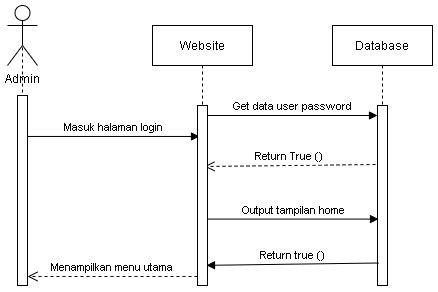 Admin
Website
Database
Get data user password
Masuk halaman login
Return True ()
Output tampilan home
Return true ()
Menampilkan menu utama